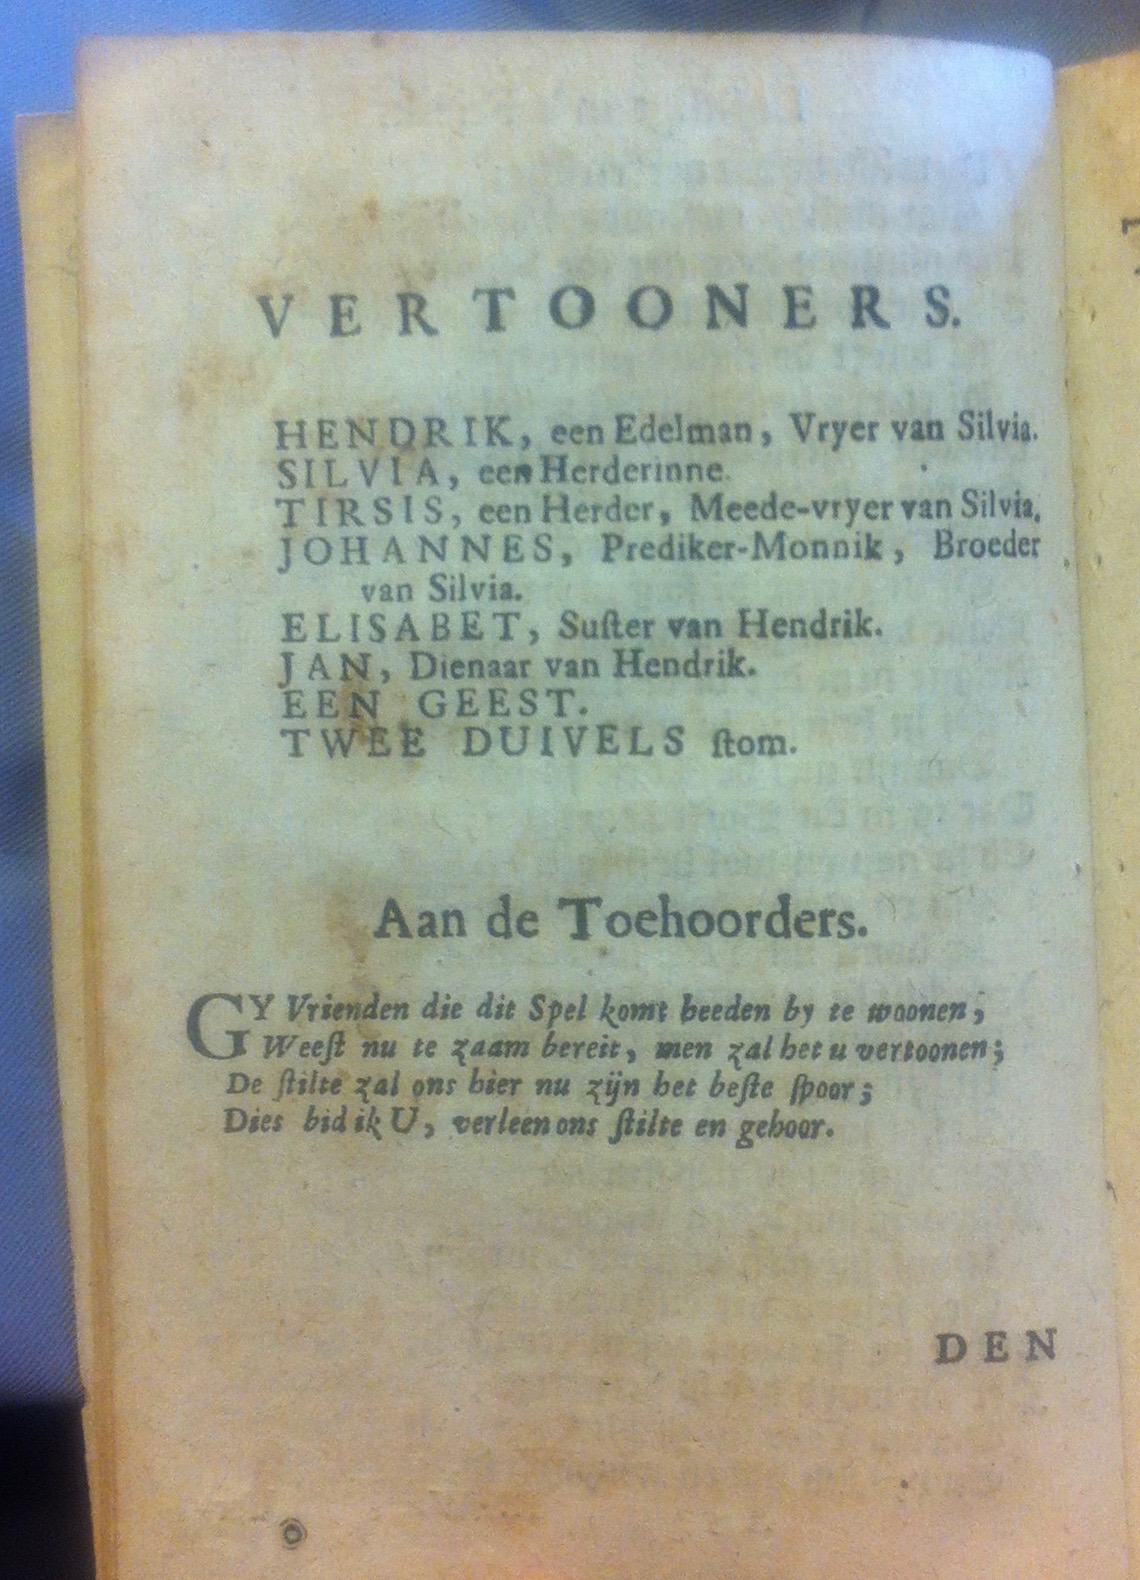 VERTOONERS.
HENDRIK, een Edelman, Vryer van Silvia.
SILVIA, een Herderinne.
TIRSIS, een Herder, Meede-vryer van Silvia.
JOHANNES, Prediker-Monnik, Broeder
van Silvia.
ELISABET, Suſter van Hendrik.
JAN, Dienaar van Hendrik.
EEN GEEST.
TWEE DUIVELS ſtom.
Aan de Toehoorders.
GY Vrienden die dit Spel komt heeden by te woonen;
Weeſt nu te zaam bereit, men zal het u vertoonen;
De ſtilte zal ons hier nu zijn het beſte ſpoor;
Dies bid ik U, verleen ons ſtilte en gehoor.
DEN